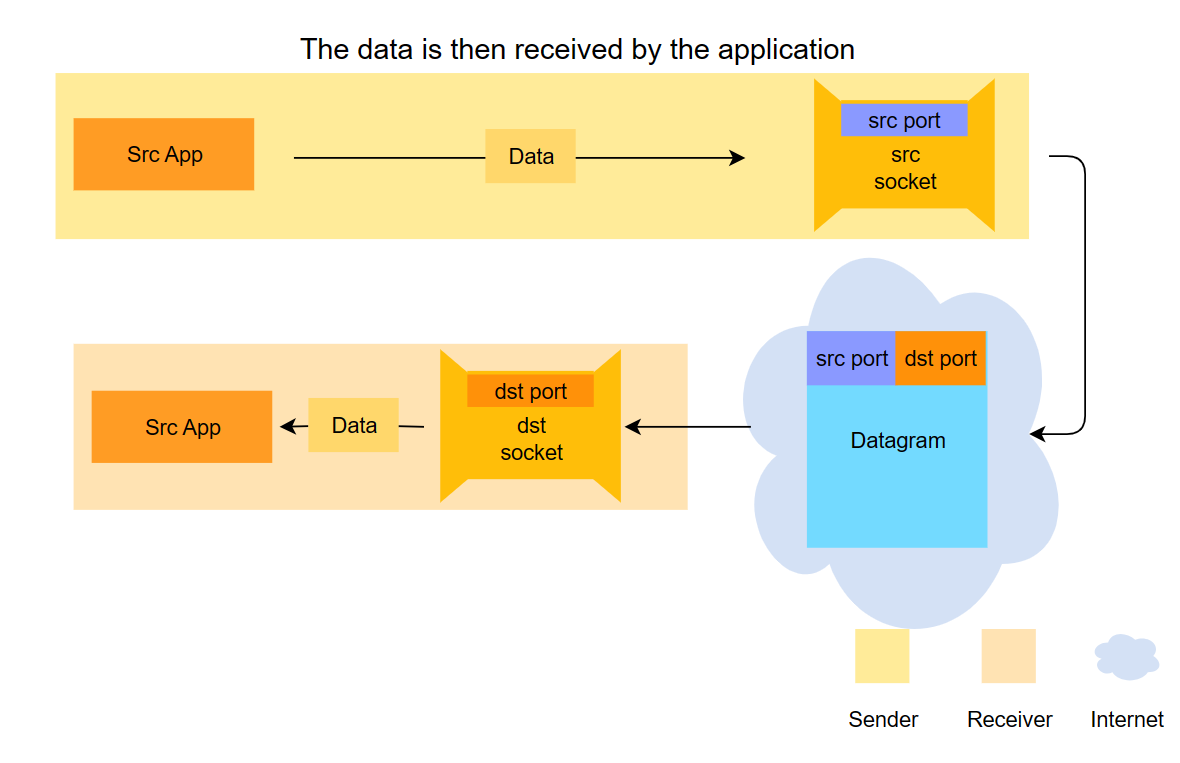 The data is then received by the application
Src App
Data
src port
src
socket
src port
dst port
Datagram
Src App
Data
dst port
dst
socket
Sender
Receiver
Internet